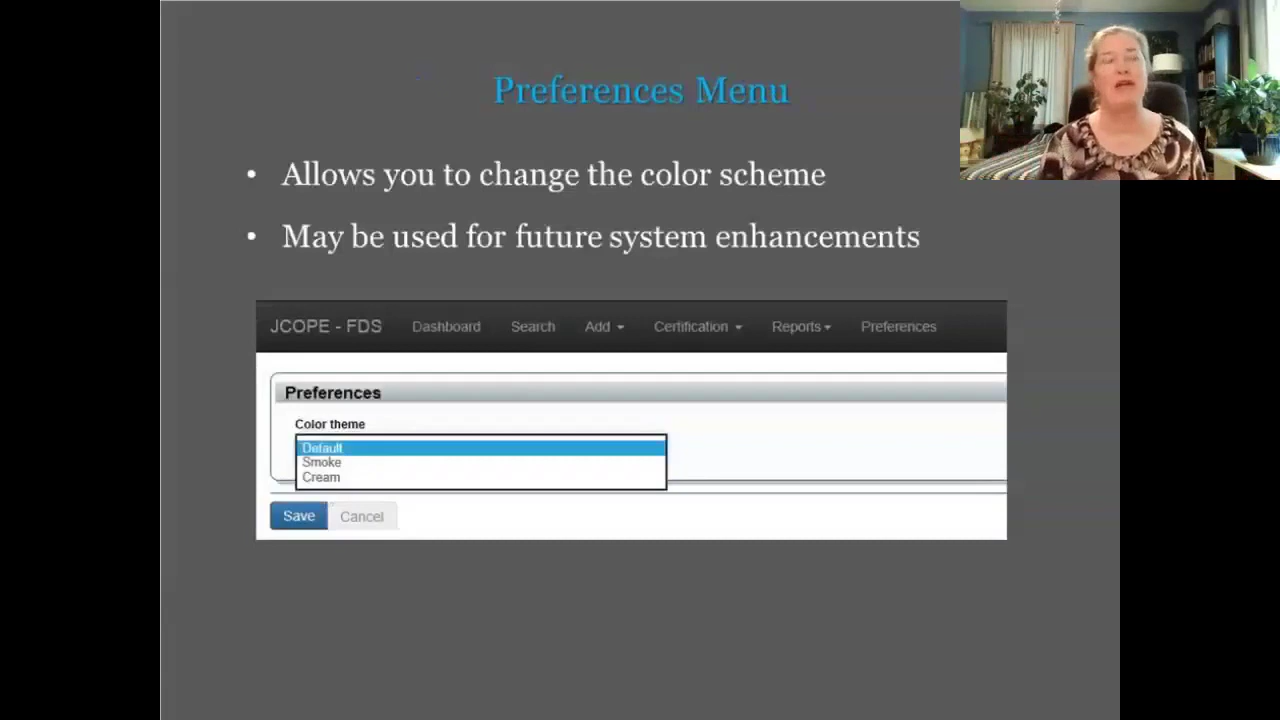 Preferences Menu
• Allows you to change the color scheme
• May be used for future system enhancements
JCOPE - FDS Dashboard Search Add Certification Reports Preferences
Preferences
Color theme
Default
Smoke
Cream
Save Cancel